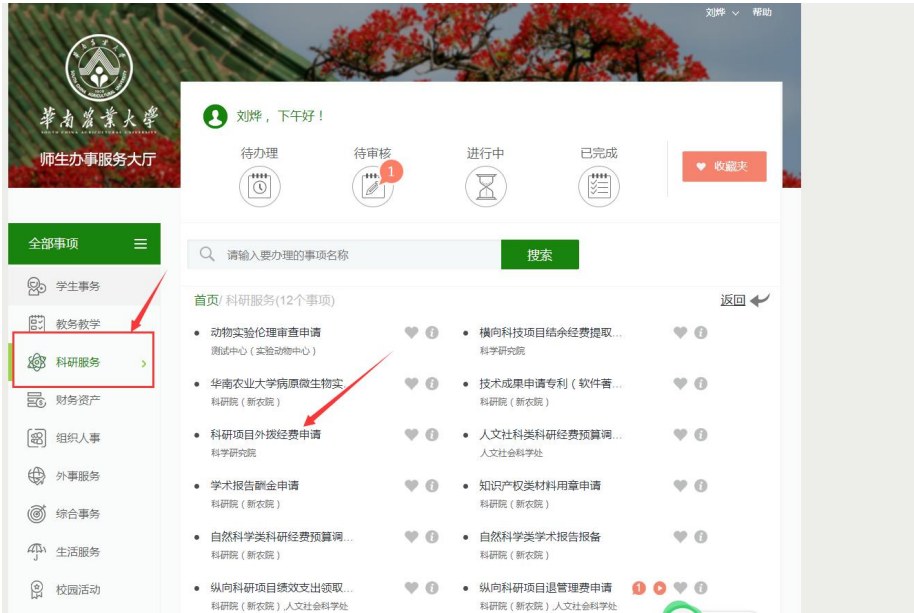 刘烨 帮助
華南農業大學
SOUTH CHINA AGRICULTURAL UNIVERSITY
师生办事服务大厅
刘烨，下午好！
待办理 待审核 进行中 已完成
1
收藏夹
全部事项
请输入要办理的事项名称 搜索
学生事务
教务教学
科研服务
财务资产
组织人事
外事服务
综合事务
生活服务
校园活动
首页/ 科研服务(12个事项) 返回
动物实验伦理审查申请
测试中心（实验动物中心）
横向科技项目结余经费提取...
科学研究院
华南农业大学病原微生物实...
科研院（新农院）
技术成果申请专利（软件著...
科研院（新农院）
科研项目外拨经费申请
科学研究院
人文社科类科研经费预算调...
人文社会科学处
学术报告酬金申请
科研院（新农院）
知识产权类材料用章申请
科研院（新农院）
自然科学类科研经费预算调...
科研院（新农院）
自然科学类学术报告报备
科研院（新农院）
纵向科研项目绩效支出领取...
科研院（新农院）,人文社会科学处
纵向科研项目退管理费申请 1
科研院（新农院）,人文社会科学处